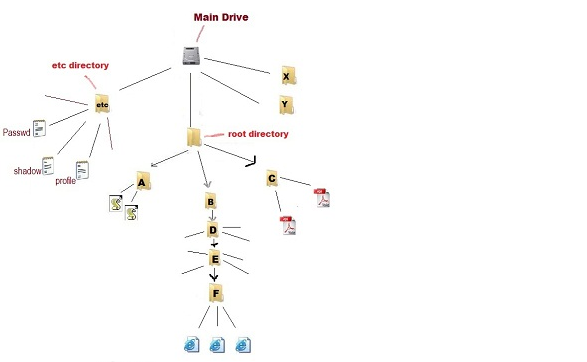 Main Drive
etc directory
X
etc
Y
Passwd
root directory
shadow
profile
A
C
B
D
E
F